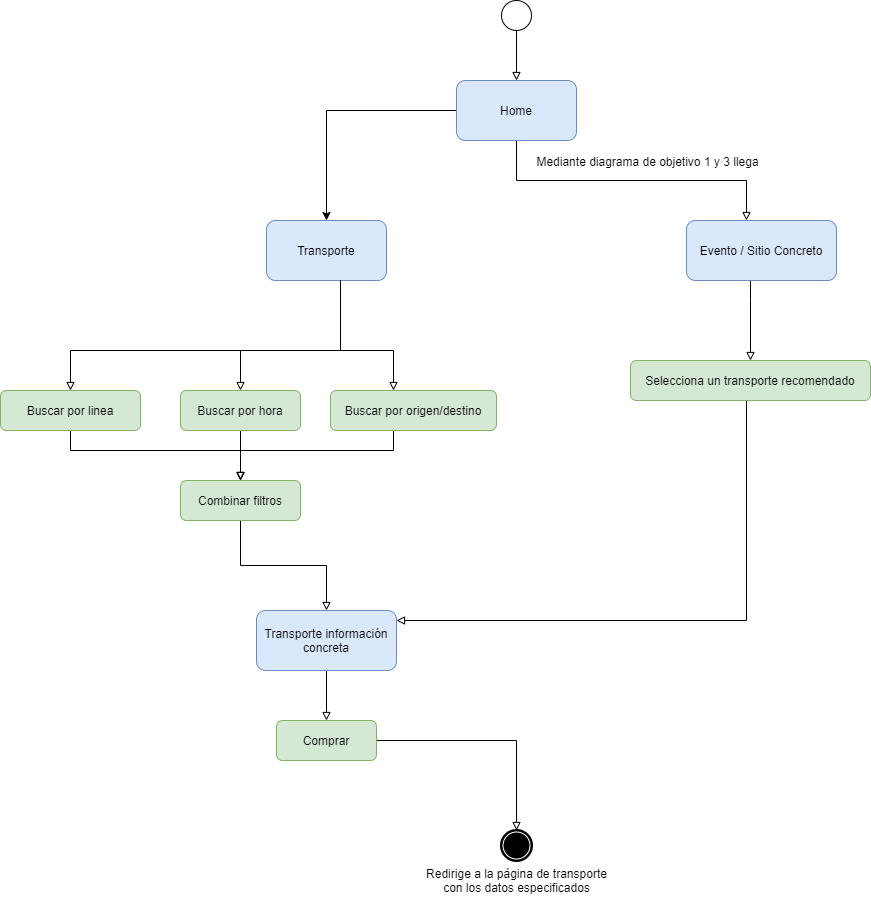 Home
Mediante diagrama de objetivo 1 y 3 llega
Transporte
Evento / Sitio Concreto
Selecciona un transporte recomendado
Buscar por linea
Buscar por hora
Buscar por origen/destino
Combinar filtros
Transporte información
concreta
Comprar
Redirige a la página de transporte
con los datos especificados